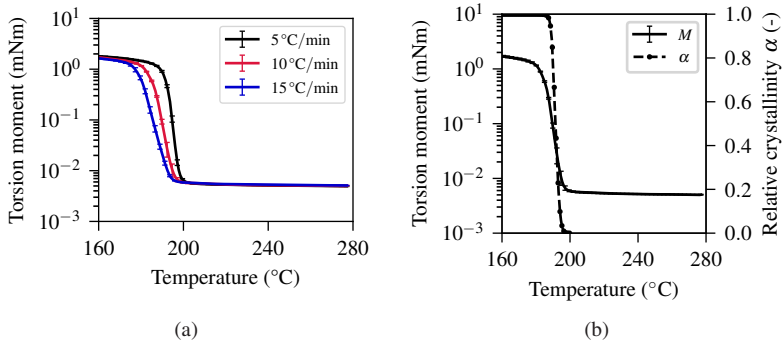 10¹
10⁰
10⁻¹
10⁻²
10⁻³
Torsion moment (mNm)
5°C/min
10°C/min
15°C/min
160 200 240 280
Temperature (°C)
(a)
10¹
10⁰
10⁻¹
10⁻²
10⁻³
Torsion moment (mNm)
M
α
1.0
0.8
0.6
0.4
0.2
0.0
Relative crystallinity α (-)
160 200 240 280
Temperature (°C)
(b)